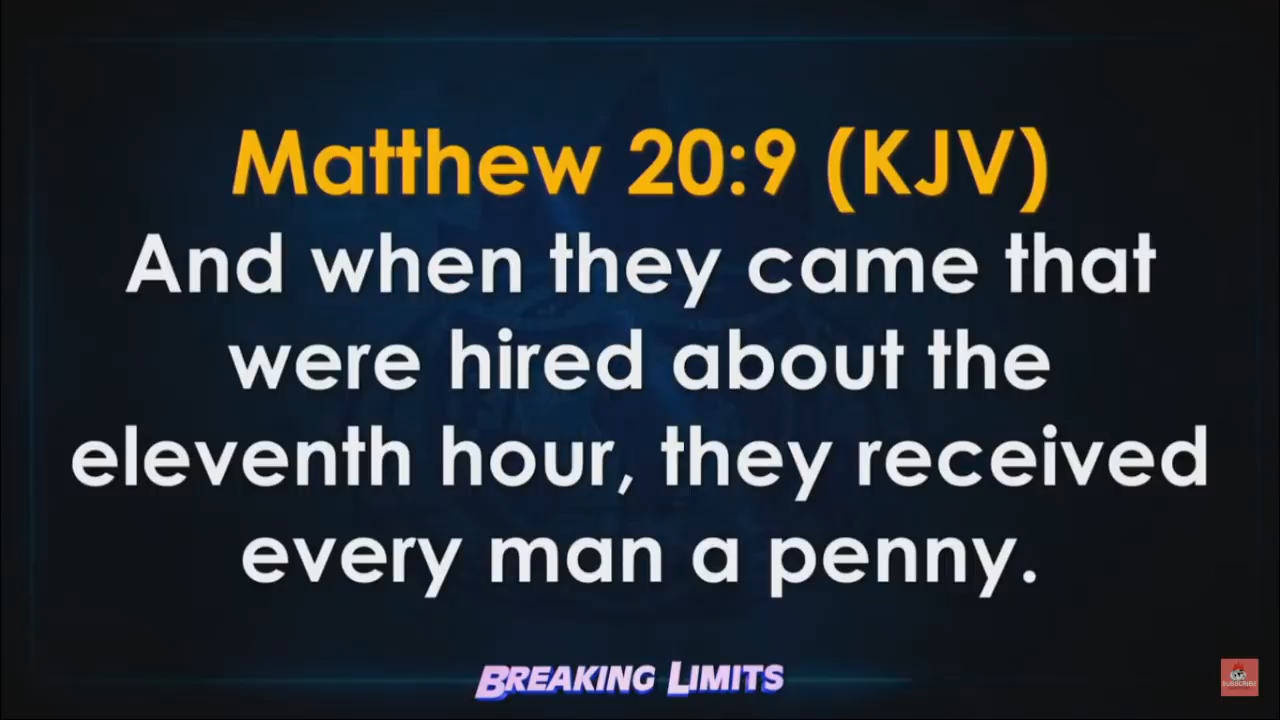 Matthew 20:9 (KJV)
And when they came that
were hired about the
eleventh hour, they received
every man a penny.
BREAKING LIMITS
SUBSCRIBE